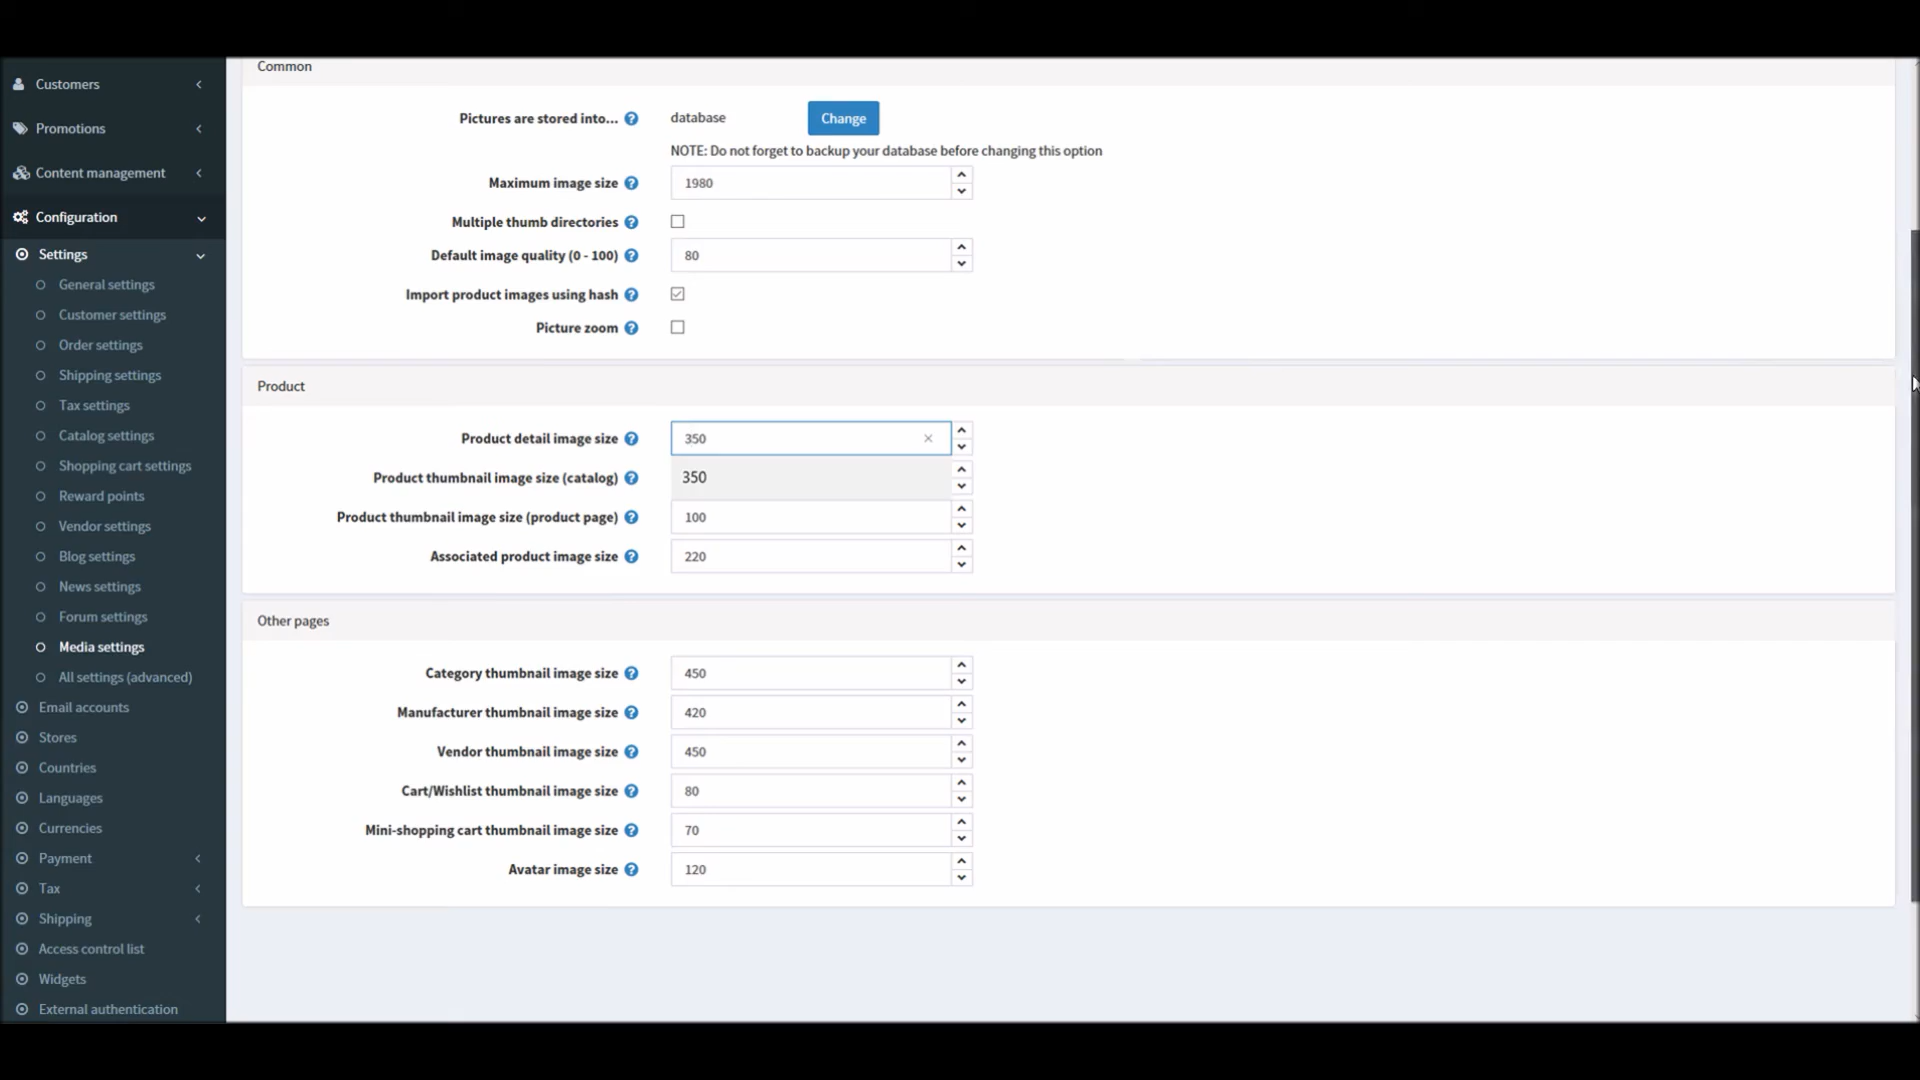 Customers
Promotions
Content management
Configuration
Settings
General settings
Customer settings
Order settings
Shipping settings
Tax settings
Catalog settings
Shopping cart settings
Reward points
Vendor settings
Blog settings
News settings
Forum settings
Media settings
All settings (advanced)
Email accounts
Stores
Countries
Languages
Currencies
Payment
Tax
Shipping
Access control list
Widgets
External authentication
Common
Pictures are stored into... database Change
NOTE: Do not forget to backup your database before changing this option
Maximum image size 1980
Multiple thumb directories
Default image quality (0 - 100) 80
Import product images using hash
Picture zoom
Product
Product detail image size 350
Product thumbnail image size (catalog) 350
Product thumbnail image size (product page) 100
Associated product image size 220
Other pages
Category thumbnail image size 450
Manufacturer thumbnail image size 420
Vendor thumbnail image size 450
Cart/Wishlist thumbnail image size 80
Mini-shopping cart thumbnail image size 70
Avatar image size 120